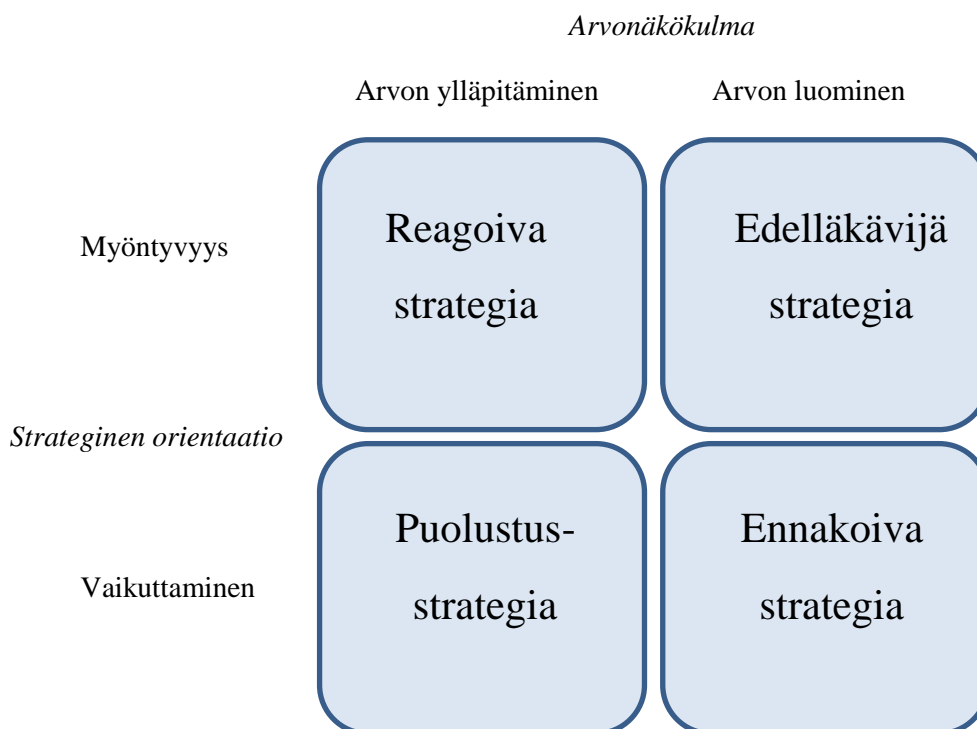 Arvonäkökulma
Arvon ylläpitäminen Arvon luominen
Myöntyvyys
Reagoiva
strategia
Edelläkävijä
strategia
Strateginen orientaatio
Vaikuttaminen
Puolustus-
strategia
Ennakoiva
strategia